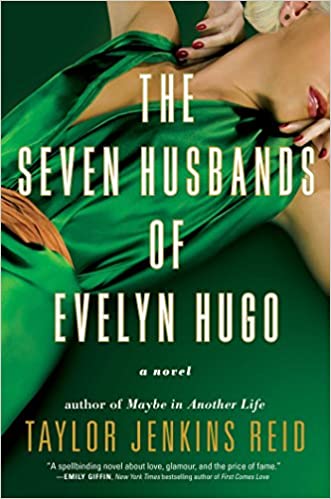 THE
SEVEN HUSBANDS
OF
EVELYN HUGO
a novel
author of Maybe in Another Life
TAYLOR JENKINS REID
"A spellbinding novel about love, glamour, and the price of fame."
—EMILY GIFFIN, New York Times bestselling author of First Comes Love